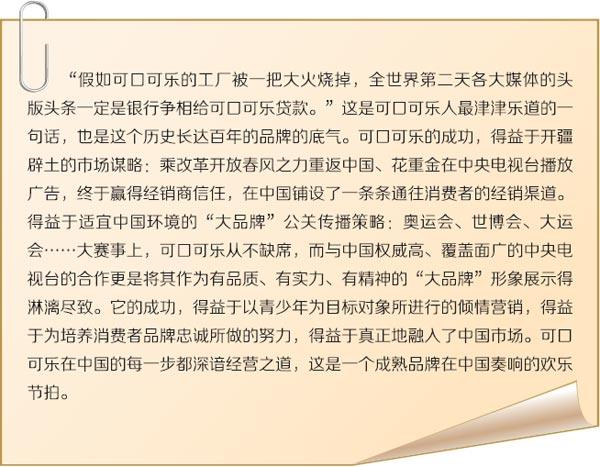 “假如可口可乐的工厂被一把大火烧掉，全世界第二天各大媒体的头
版头条一定是银行争相给可口可乐贷款。”这是可口可乐人最津津乐道的一
句话，也是这个历史长达百年的品牌的底气。可口可乐的成功，得益于开疆
辟土的市场谋略：乘改革开放春风之力重返中国、花重金在中央电视台播放
广告，终于赢得经销商信任，在中国铺设了一条条通往消费者的经销渠道。
得益于适宜中国环境的“大品牌”公关传播策略：奥运会、世博会、大运
会……大赛事上，可口可乐从不缺席，而与中国权威高、覆盖面广的中央电
视台的合作更是将其作为有品质、有实力、有精神的“大品牌”形象展示得
淋漓尽致。它的成功，得益于以青少年为目标对象所进行的倾情营销，得益
于为培养消费者品牌忠诚所做的努力，得益于真正地融入了中国市场。可口
可乐在中国的每一步都深谙经营之道，这是一个成熟品牌在中国奏响的欢乐
节拍。